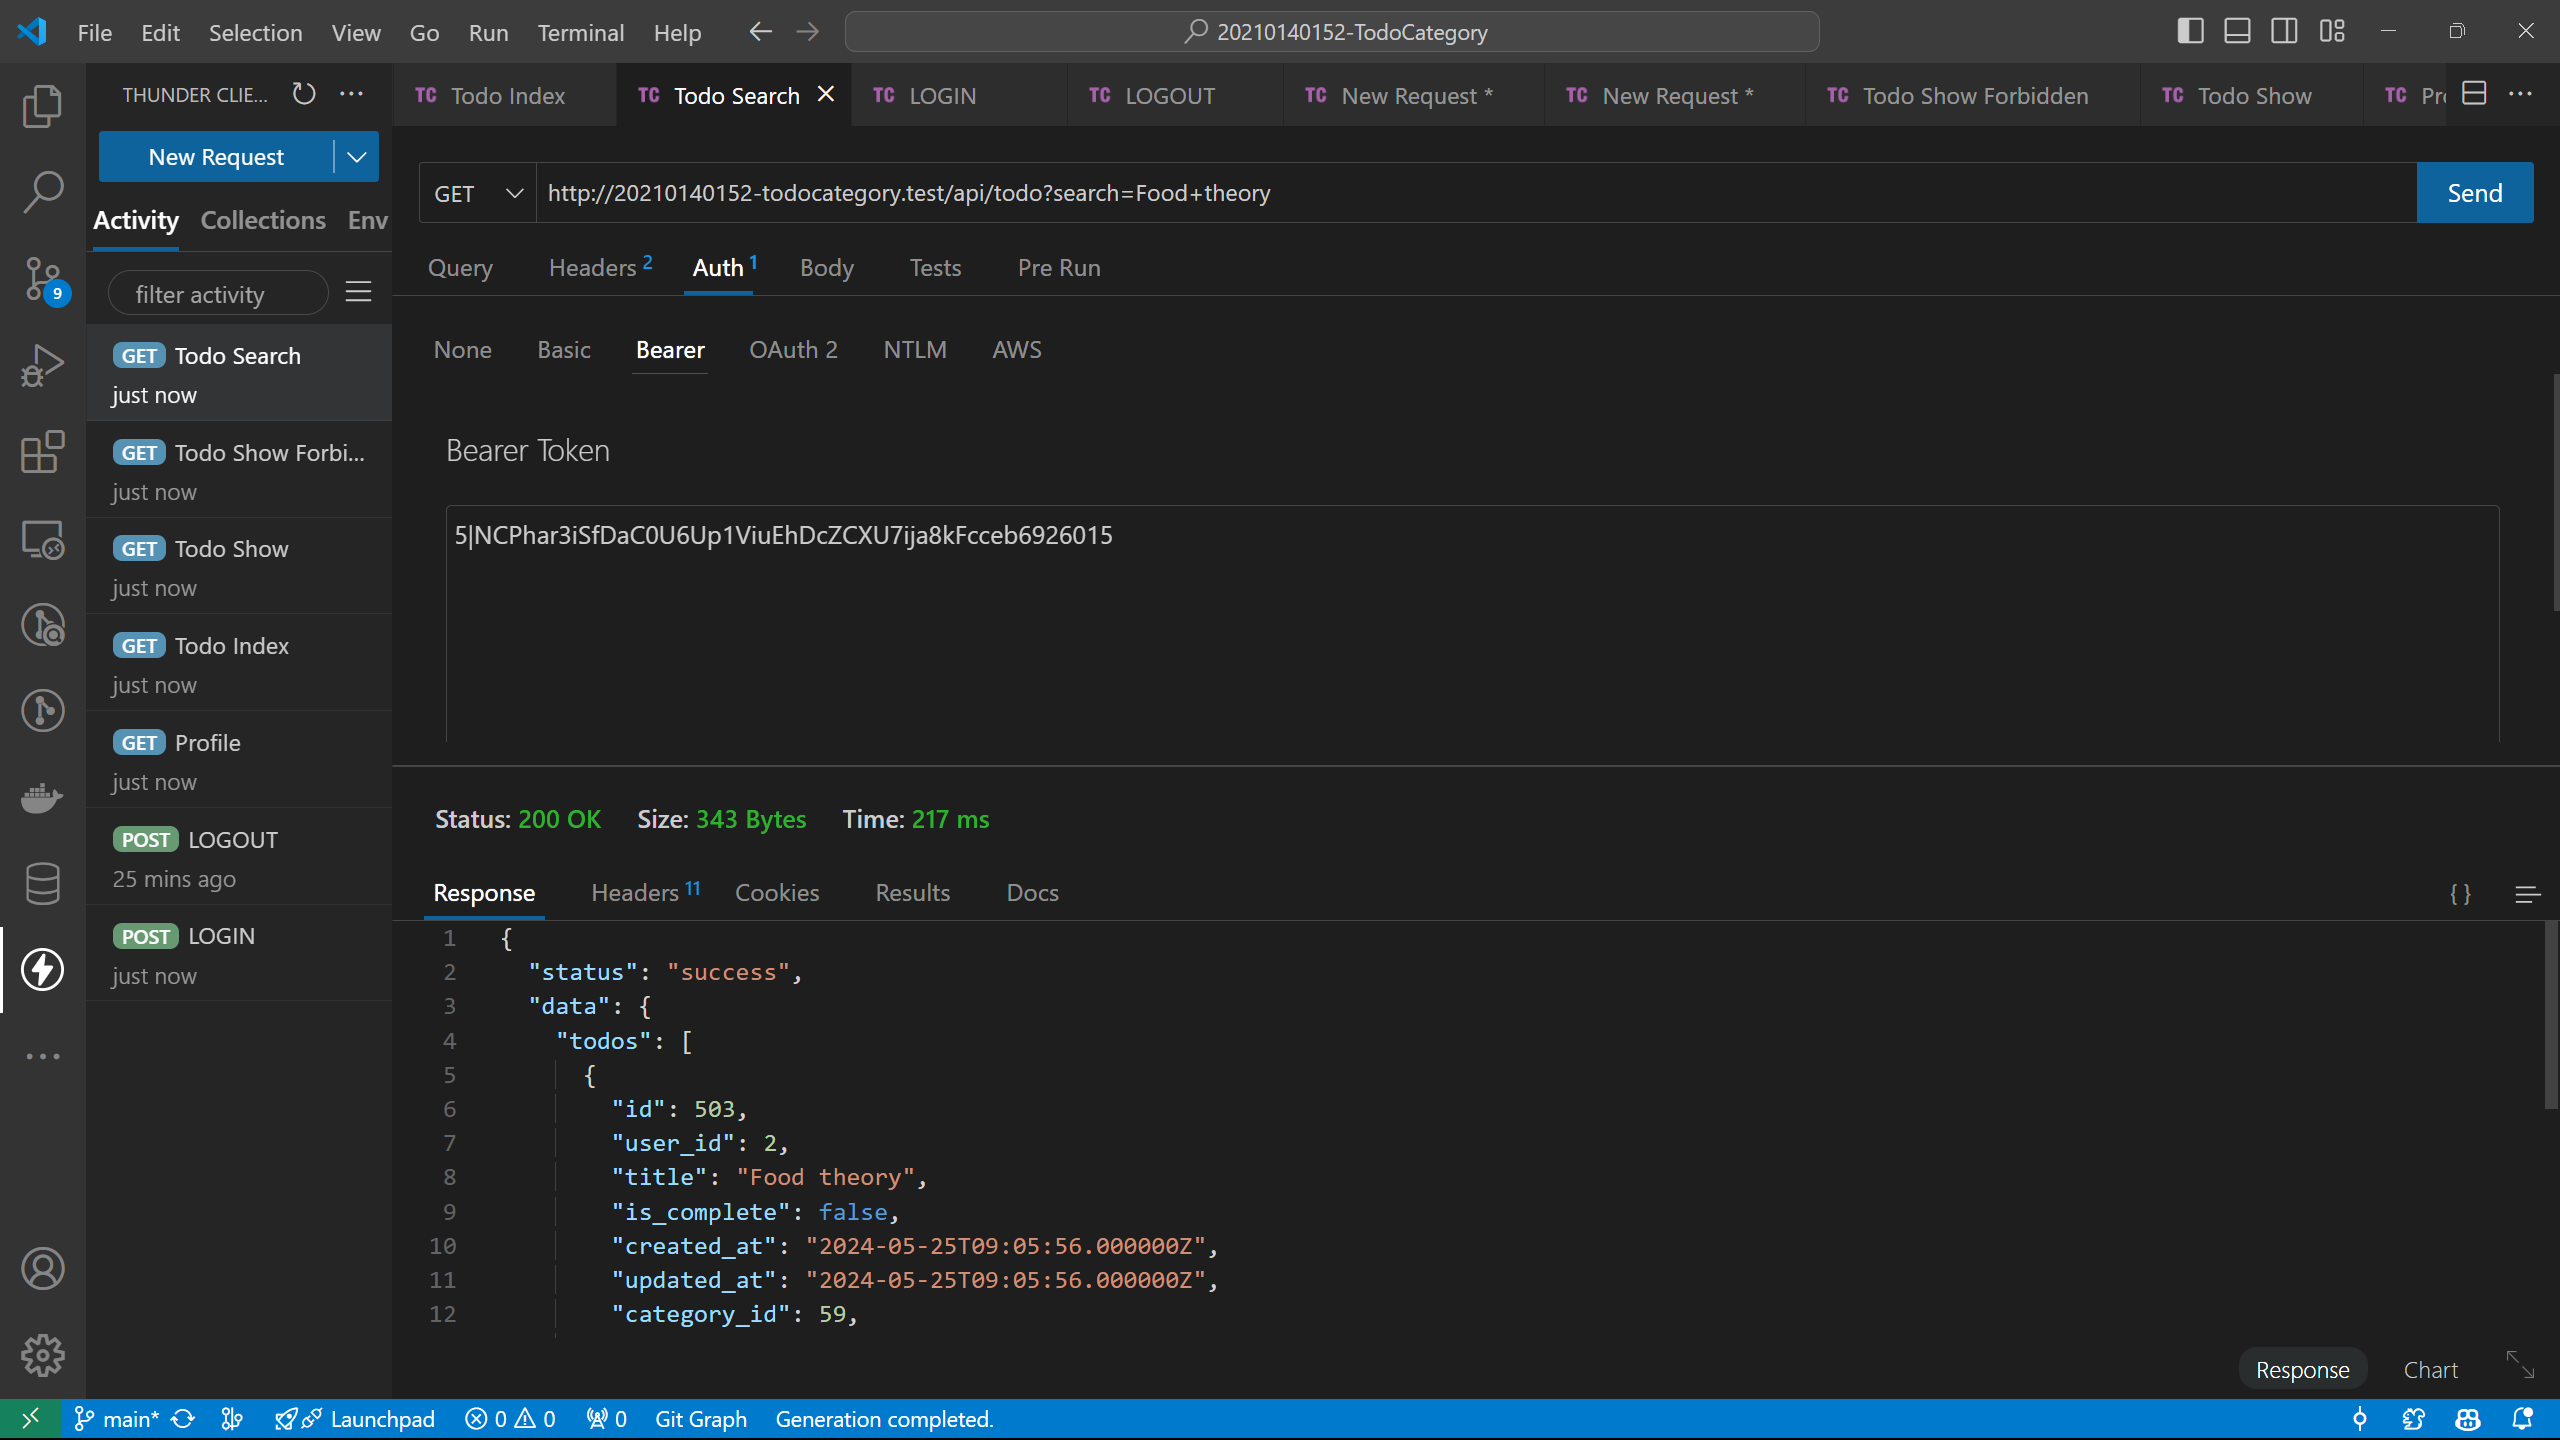 File Edit Selection View Go Run Terminal Help
20210140152-TodoCategory
THUNDER CLIE...
TC Todo Index
TC Todo Search
TC LOGIN
TC LOGOUT
TC New Request *
TC New Request *
TC Todo Show Forbidden
TC Todo Show
TC Pr
New Request
GET http://20210140152-todocategory.test/api/todo?search=Food+theory Send
Activity Collections Env
Query Headers 2 Auth 1 Body Tests Pre Run
filter activity
9
None Basic Bearer OAuth 2 NTLM AWS
Bearer Token
5|NCPhar3iSfDaC0U6Up1ViuEhDcZCXU7ija8kFcceb6926015
GET Todo Search
just now
GET Todo Show Forbi...
just now
GET Todo Show
just now
GET Todo Index
just now
GET Profile
just now
POST LOGOUT
25 mins ago
POST LOGIN
just now
Status: 200 OK Size: 343 Bytes Time: 217 ms
Response Headers 11 Cookies Results Docs
{ }
1 {
2 "status": "success",
3 "data": {
4 "todos": [
5 {
6 "id": 503,
7 "user_id": 2,
8 "title": "Food theory",
9 "is_complete": false,
10 "created_at": "2024-05-25T09:05:56.000000Z",
11 "updated_at": "2024-05-25T09:05:56.000000Z",
12 "category_id": 59,
Response Chart
main* Launchpad 0 0 0 Git Graph Generation completed.